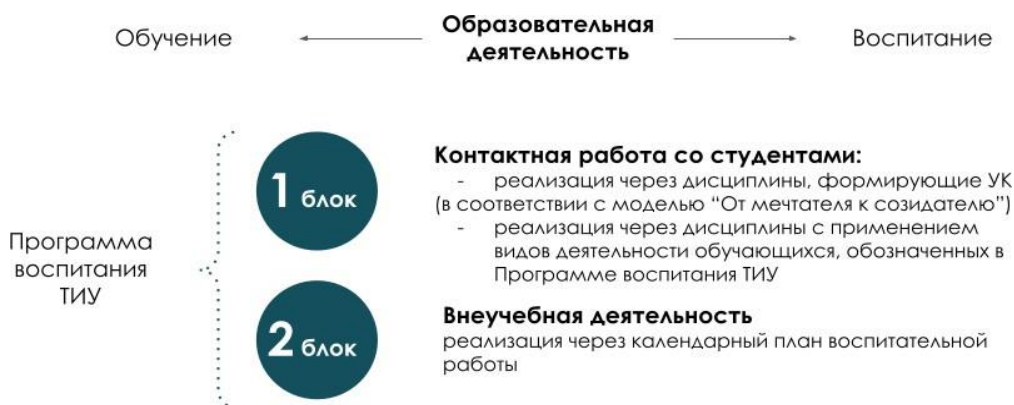 Обучение
Образовательная
деятельность
Воспитание
Программа
воспитания
ТИУ
1 блок
Контактная работа со студентами:
- реализация через дисциплины, формирующие УК
(в соответствии с моделью “От мечтателя к созидателю”)
- реализация через дисциплины с применением
видов деятельности обучающихся, обозначенных в
Программе воспитания ТИУ
2 блок
Внеучебная деятельность
реализация через календарный план воспитательной
работы